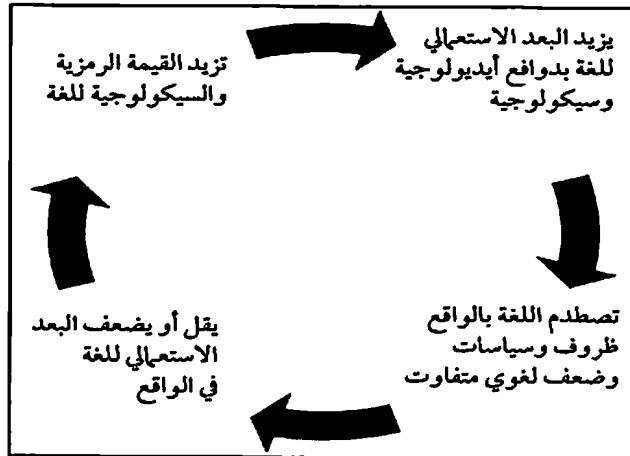 يزيد البعد الاستعمالي
للغة بدوافع أيديولوجية
وسيكولوجية
تصطدم اللغة بالواقع
ظروف وسياسات
وضعف لغوي متفاوت
يقل أو يضعف البعد
الاستعمالي للغة
في الواقع
تزيد القيمة الرمزية
والسيكولوجية للغة